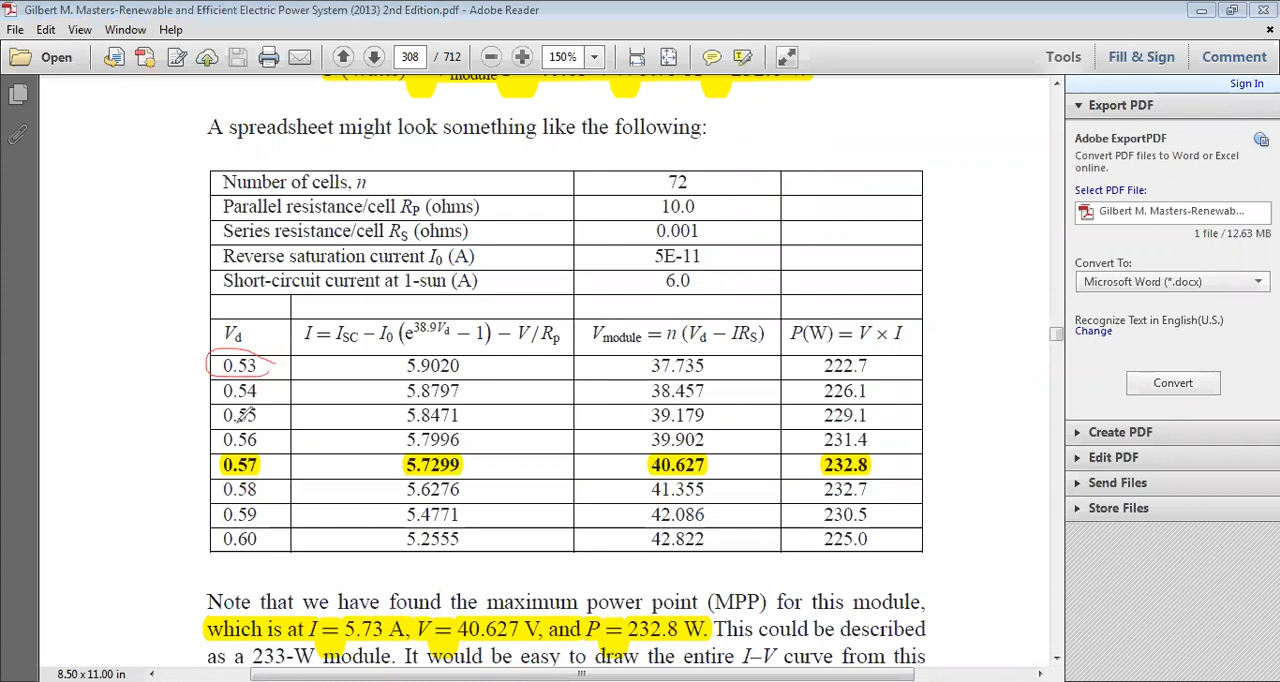 Gilbert M. Masters-Renewable and Efficient Electric Power System (2013) 2nd Edition.pdf - Adobe Reader
File Edit View Window Help
Open 308 / 712 150% Tools Fill & Sign Comment
Sign In
A spreadsheet might look something like the following:
Number of cells, n 72
Parallel resistance/cell RP (ohms) 10.0
Series resistance/cell RS (ohms) 0.001
Reverse saturation current I0 (A) 5E-11
Short-circuit current at 1-sun (A) 6.0
Vd I = ISC − I0 (e^38.9Vd − 1) − V/Rp Vmodule = n (Vd − IRS) P(W) = V × I
0.53 5.9020 37.735 222.7
0.54 5.8797 38.457 226.1
0.55 5.8471 39.179 229.1
0.56 5.7996 39.902 231.4
0.57 5.7299 40.627 232.8
0.58 5.6276 41.355 232.7
0.59 5.4771 42.086 230.5
0.60 5.2555 42.822 225.0
Note that we have found the maximum power point (MPP) for this module,
which is at I = 5.73 A, V = 40.627 V, and P = 232.8 W. This could be described
as a 233-W module. It would be easy to draw the entire I–V curve from this
8.50 x 11.00 in
Export PDF
Adobe ExportPDF
Convert PDF files to Word or Excel
online.
Select PDF File:
Gilbert M. Masters-Renewab...
1 file / 12.63 MB
Convert To:
Microsoft Word (*.docx)
Recognize Text in English(U.S.)
Change
Convert
Create PDF
Edit PDF
Send Files
Store Files